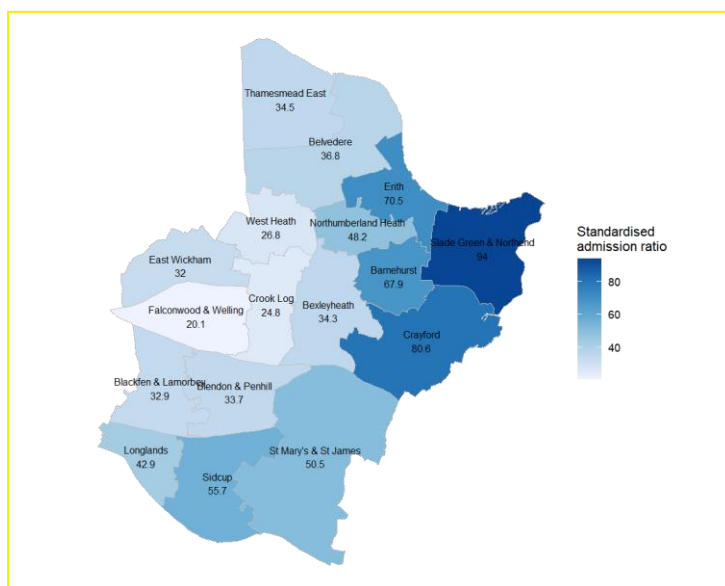 Thamesmead East
34.5
Belvedere
36.8
Erith
70.5
West Heath
26.8
Northumberland Heath
48.2
Slade Green & Northend
94
East Wickham
32
Barnehurst
67.9
Crook Log
24.8
Bexleyheath
34.3
Falconwood & Welling
20.1
Crayford
80.6
Blackfen & Lamorbey
32.9
Blendon & Penhill
33.7
Longlands
42.9
St Mary's & St James
50.5
Sidcup
55.7
Standardised
admission ratio
80
60
40